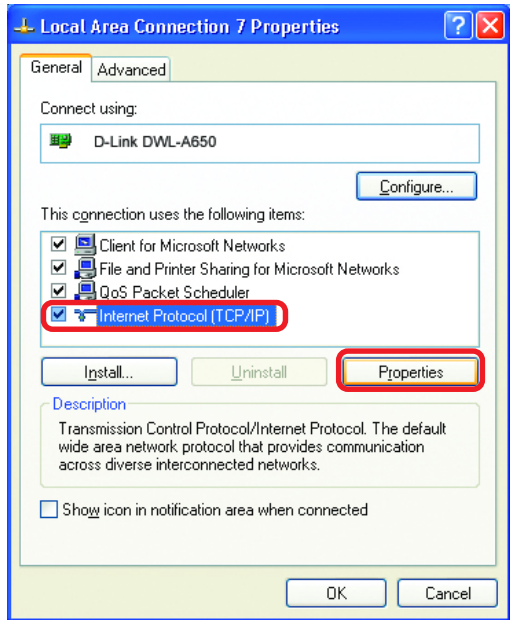 Local Area Connection 7 Properties
General
Advanced
Connect using:
D-Link DWL-A650
Configure...
This connection uses the following items:
Client for Microsoft Networks
File and Printer Sharing for Microsoft Networks
QoS Packet Scheduler
Internet Protocol (TCP/IP)
Install...
Uninstall
Properties
Description
Transmission Control Protocol/Internet Protocol. The default
wide area network protocol that provides communication
across diverse interconnected networks.
Show icon in notification area when connected
OK
Cancel